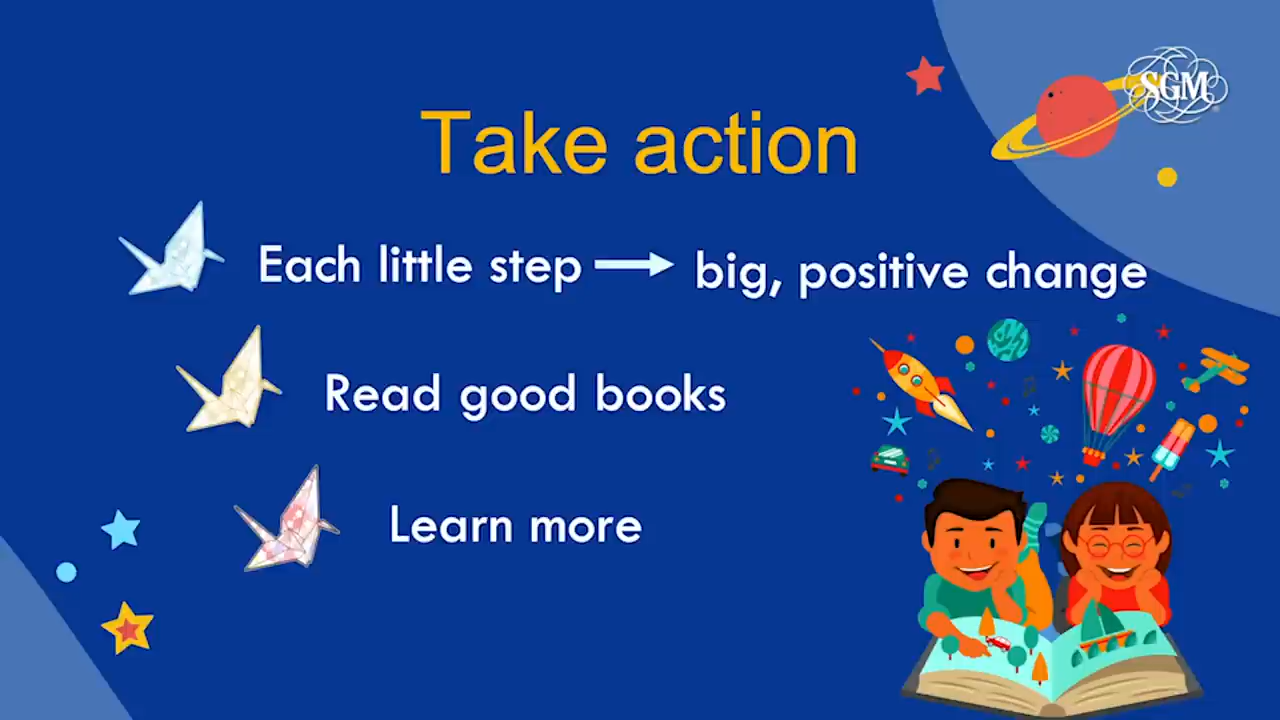 SGM
Take action
Each little step → big, positive change
Read good books
Learn more